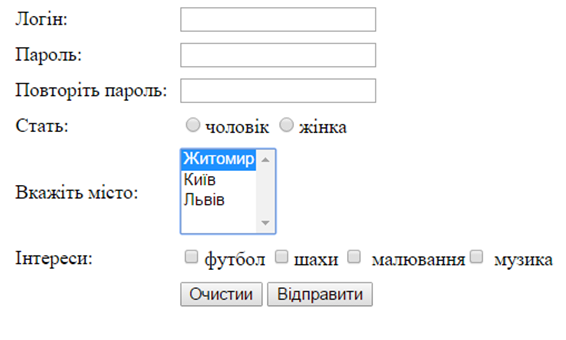 Логін:
Пароль:
Повторіть пароль:
Стать: чоловік жінка
Вкажіть місто: Житомир
Київ
Львів
Інтереси: футбол шахи малювання музика
Очистии Відправити